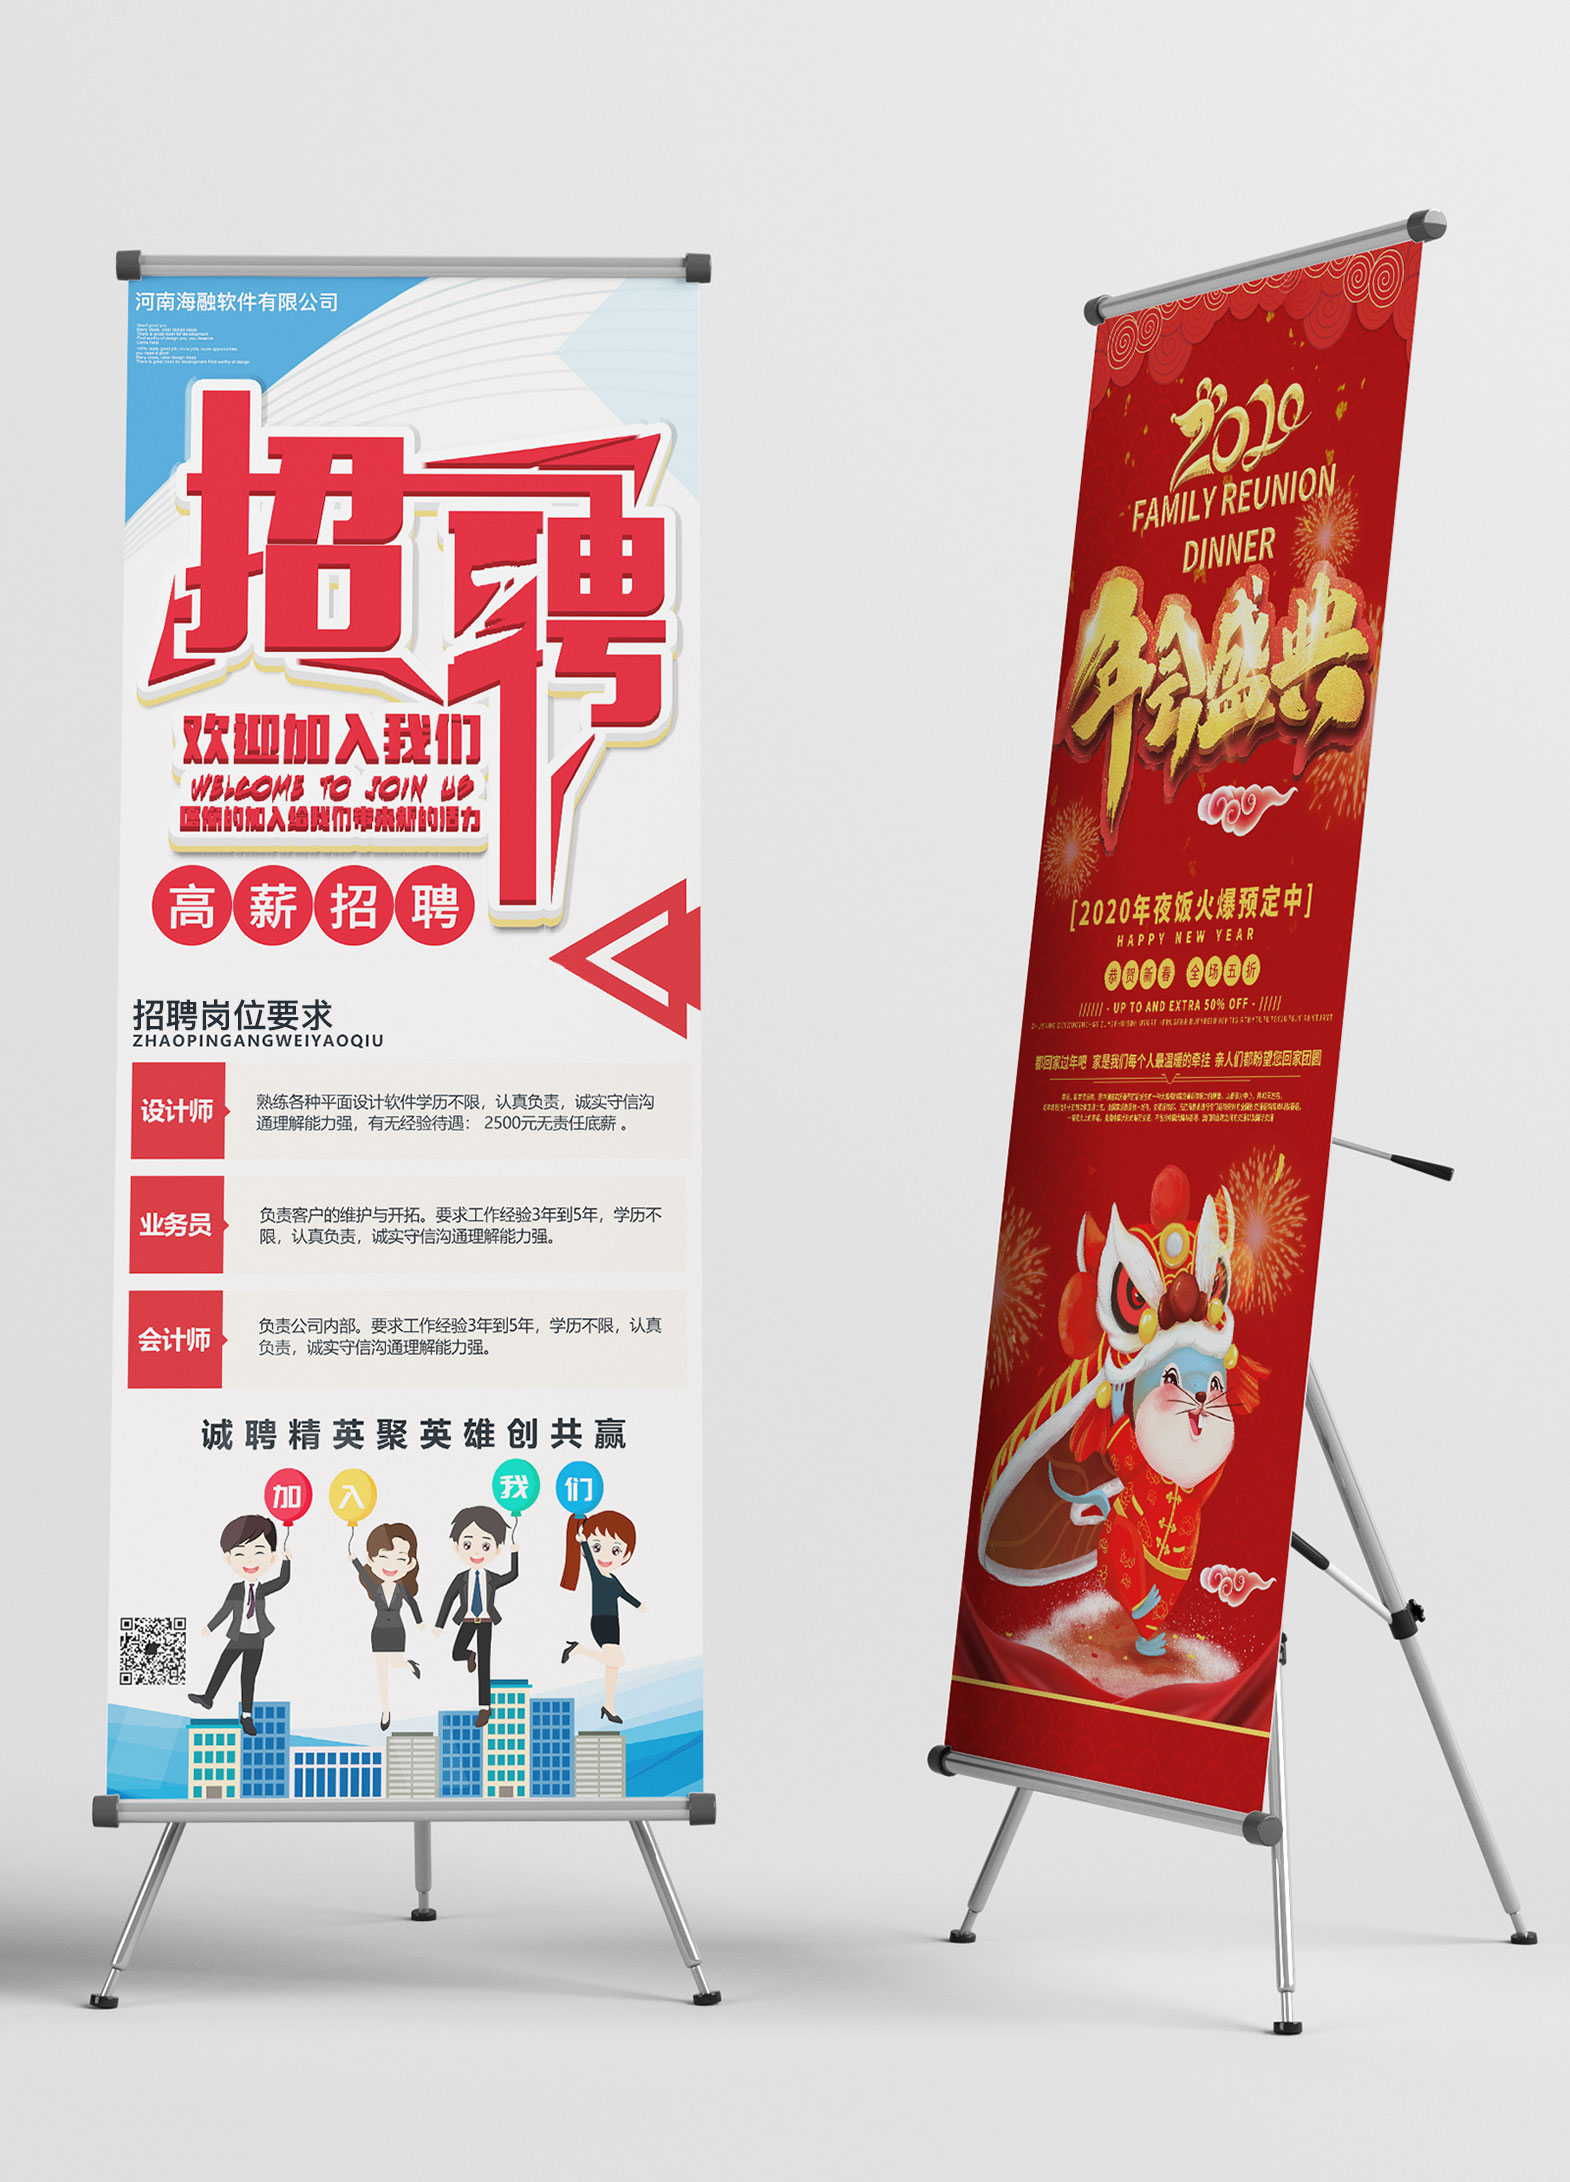 河南海融软件有限公司
招聘
欢迎加入我们
WELCOME TO JOIN US
的加入给我们带来新的活力
高薪招聘
招聘岗位要求
ZHAOPINGANGWEIYAOQIU
设计师
熟练各种平面设计软件学历不限，认真负责，诚实守信沟
通理解能力强，有无经验待遇： 2500元无责任底薪 。
业务员
负责客户的维护与开拓。要求工作经验3年到5年，学历不
限，认真负责，诚实守信沟通理解能力强。
会计师
负责公司内部。要求工作经验3年到5年，学历不限，认真
负责，诚实守信沟通理解能力强。
诚聘精英聚英雄创共赢
加入我们
2020
FAMILY REUNION
DINNER
年会盛典
[2020年夜饭火爆预定中]
HAPPY NEW YEAR
恭贺新春 全场五折
////// - UP TO AND EXTRA 50% OFF - /////
都回家过年吧 家是我们每个人最温暖的牵挂 亲人们都盼望您回家团圆